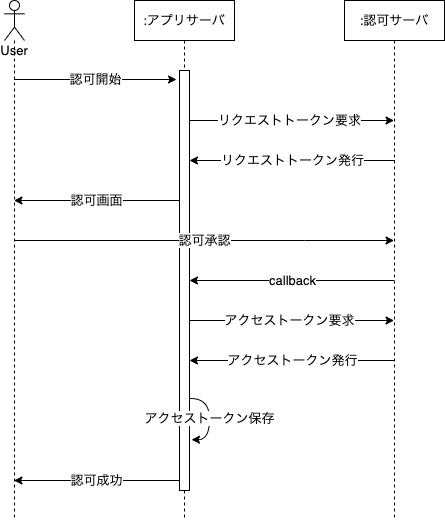 User
:アプリサーバ
:認可サーバ
認可開始
リクエストトークン要求
リクエストトークン発行
認可画面
認可承認
callback
アクセストークン要求
アクセストークン発行
アクセストークン保存
認可成功